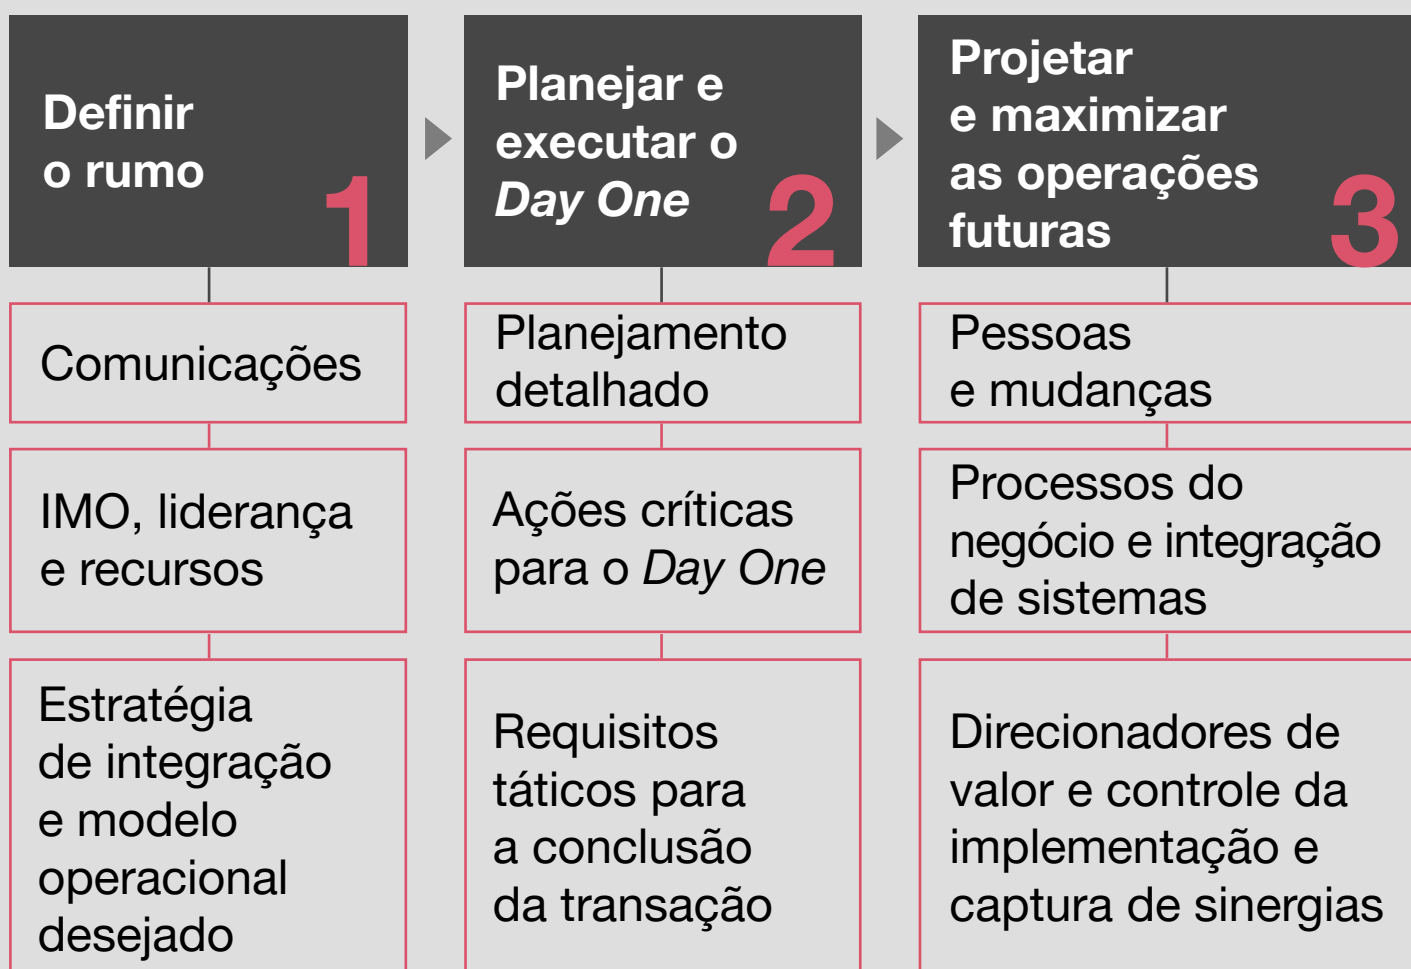 Definir
o rumo
1
Comunicações
IMO, liderança
e recursos
Estratégia
de integração
e modelo
operacional
desejado
Planejar e
executar o
Day One
2
Planejamento
detalhado
Ações críticas
para o Day One
Requisitos
táticos para
a conclusão
da transação
Projetar
e maximizar
as operações
futuras
3
Pessoas
e mudanças
Processos do
negócio e integração
de sistemas
Direcionadores de
valor e controle da
implementação e
captura de sinergias